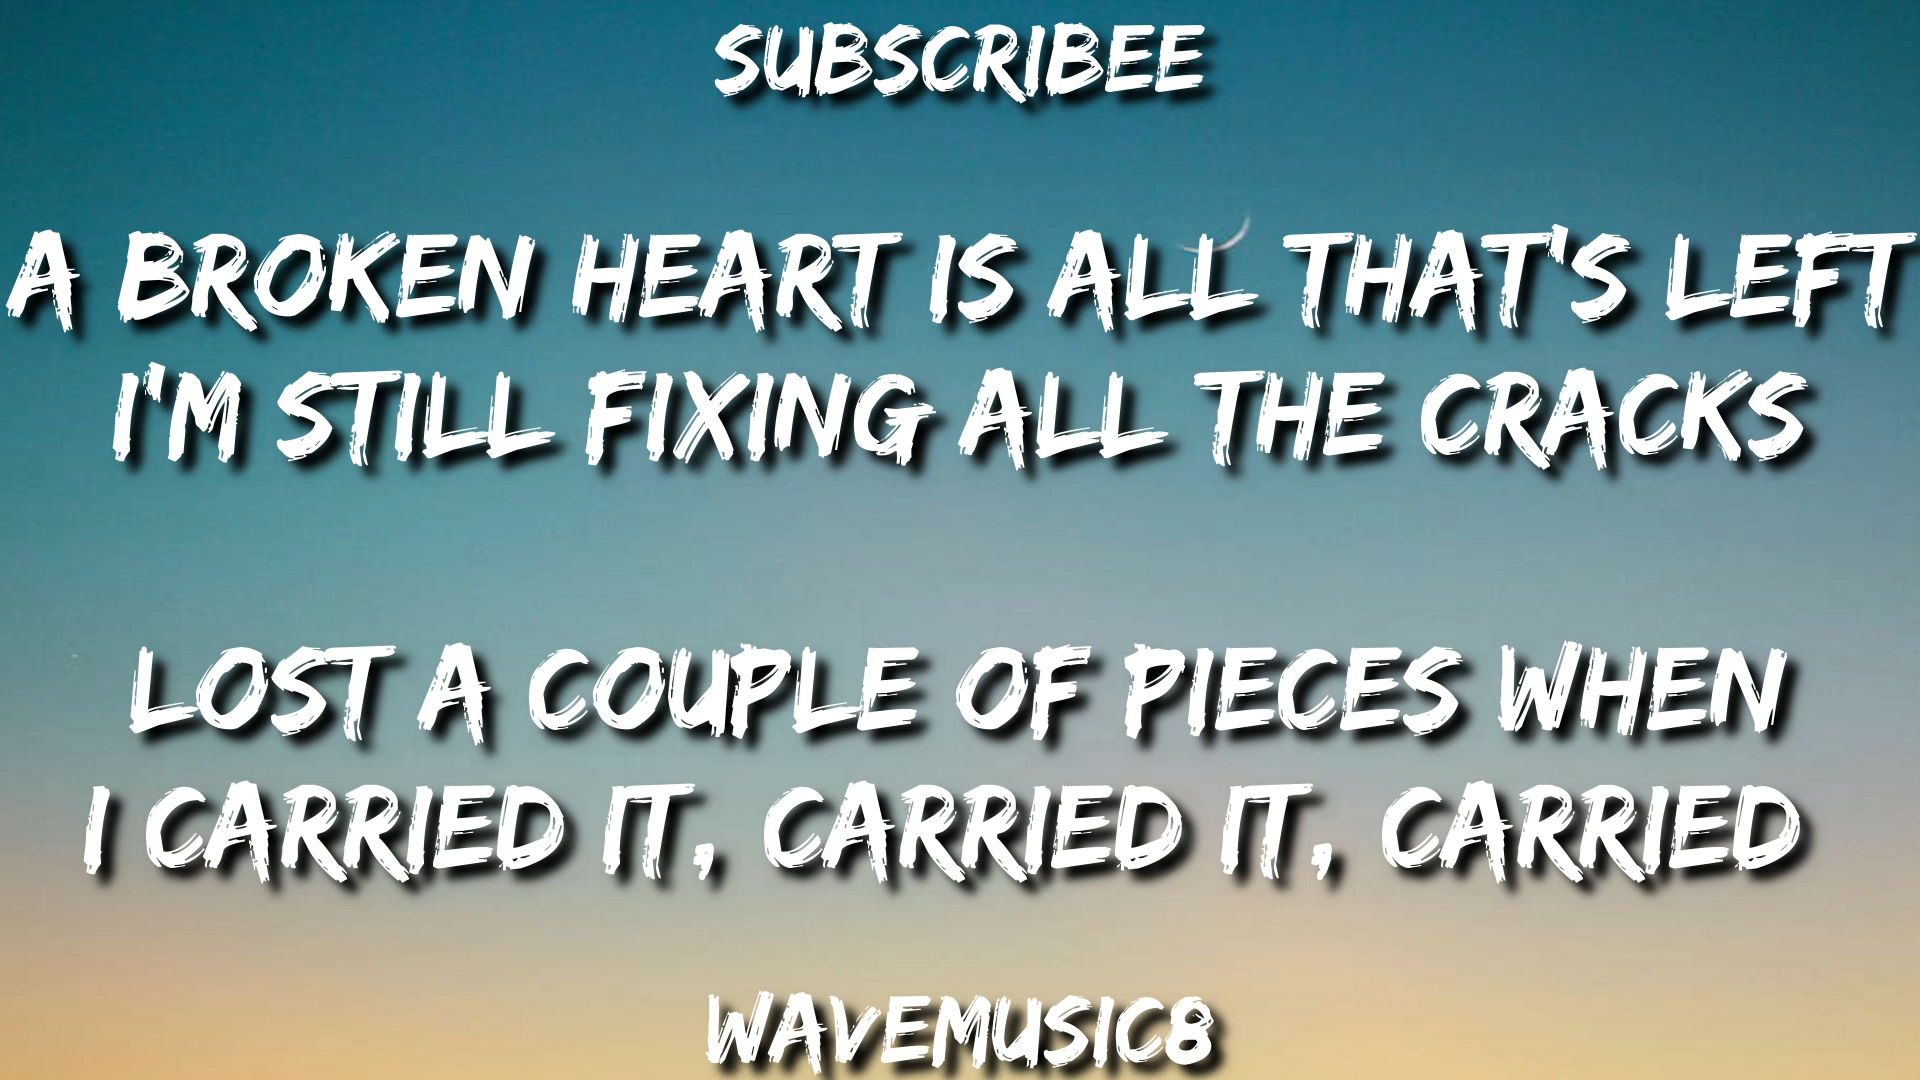 SUBSCRIBEE
A BROKEN HEART IS ALL THAT'S LEFT
I'M STILL FIXING ALL THE CRACKS
LOST A COUPLE OF PIECES WHEN
I CARRIED IT, CARRIED IT, CARRIED
WAVEMUSIC8